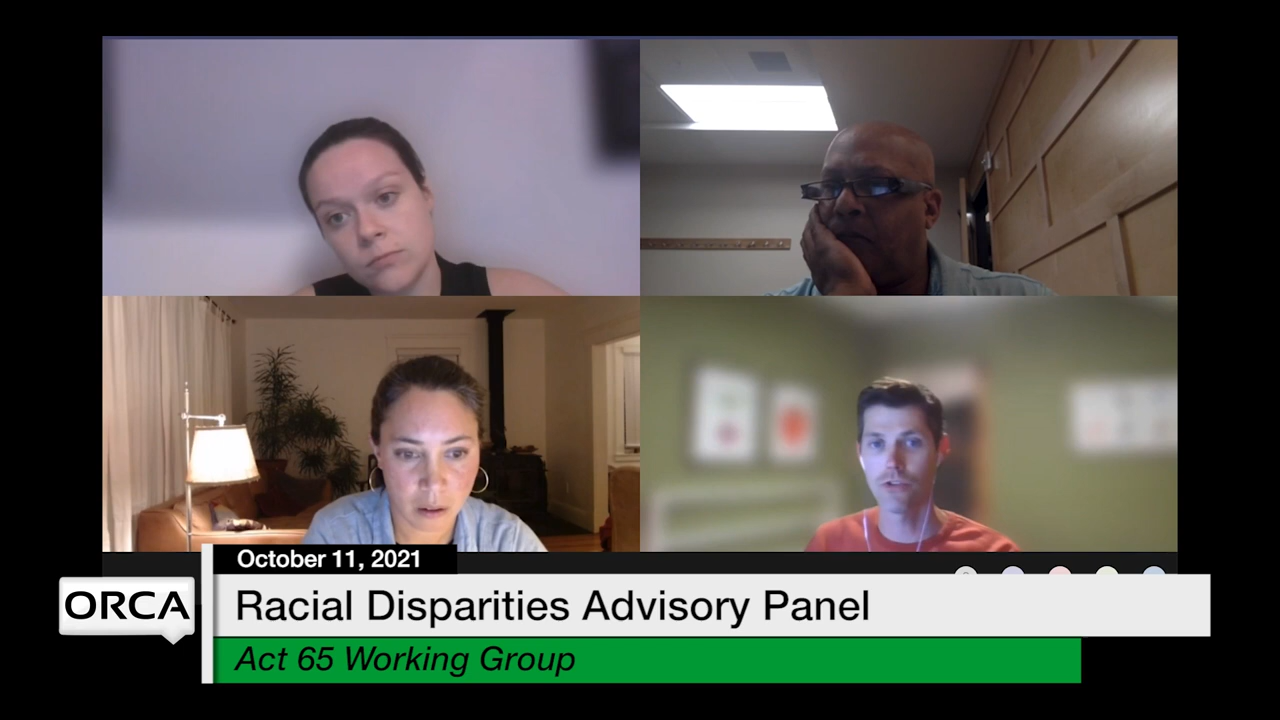 October 11, 2021
ORCA
Racial Disparities Advisory Panel
Act 65 Working Group